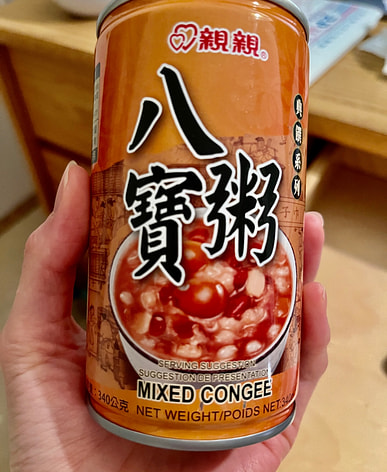 親親®
八寶粥
SERVING SUGGESTION
SUGGESTION DE PRESENTATION
MIXED CONGEE
340公克
NET WEIGHT/POIDS NET: